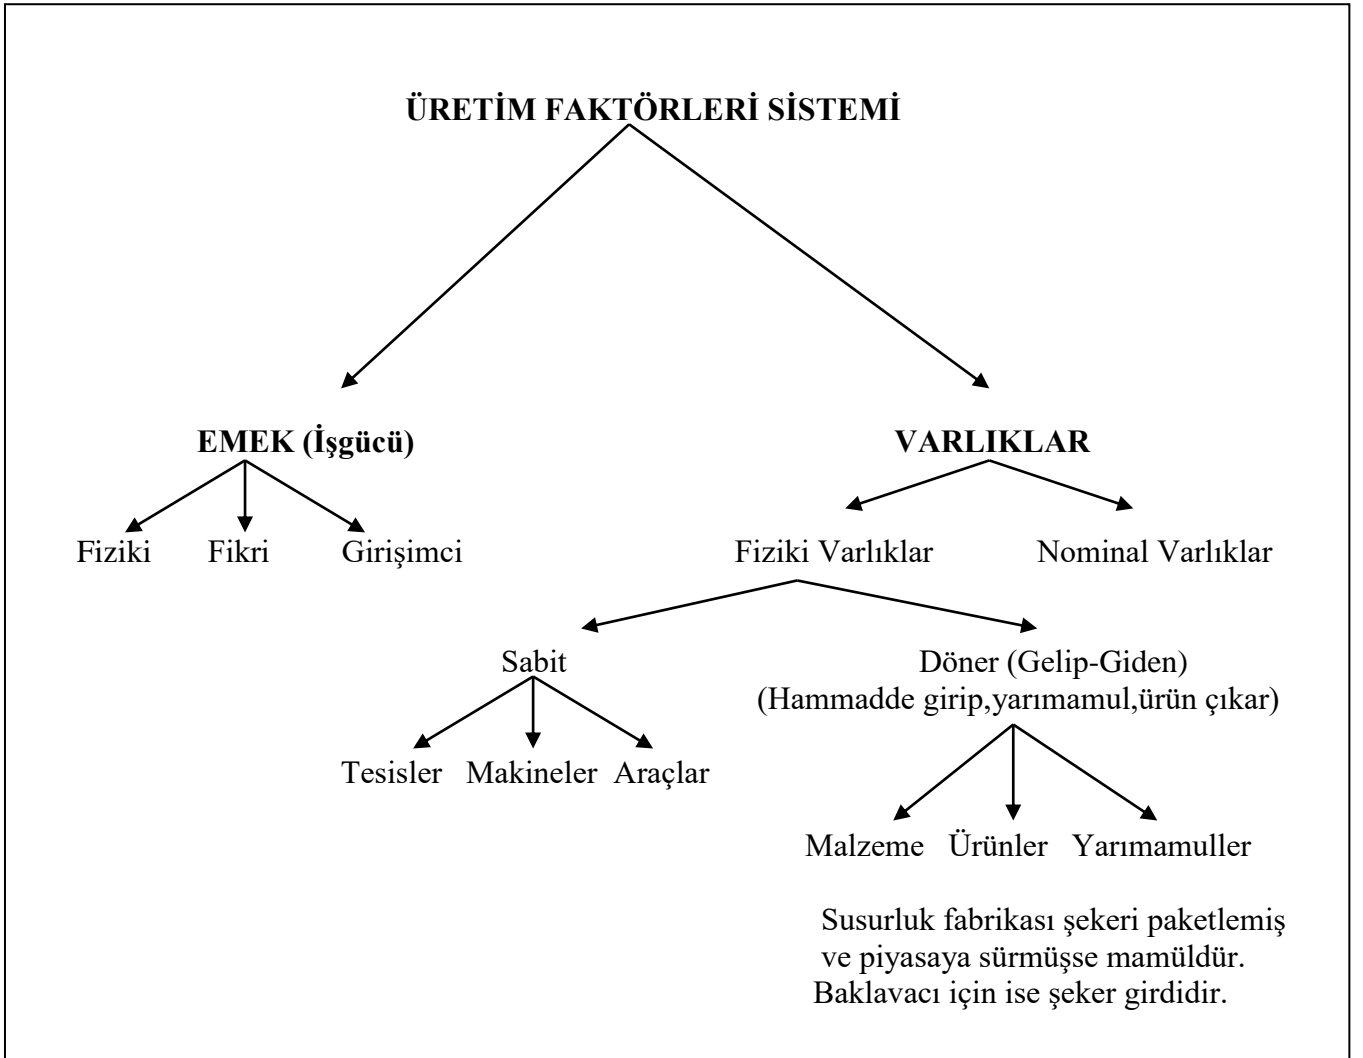 ÜRETİM FAKTÖRLERİ SİSTEMİ
EMEK (İşgücü) VARLIKLAR
Fiziki Fikri Girişimci Fiziki Varlıklar Nominal Varlıklar
Sabit Döner (Gelip-Giden)
(Hammadde girip,yarımamul,ürün çıkar)
Tesisler Makineler Araçlar
Malzeme Ürünler Yarımamuller
Susurluk fabrikası şekeri paketlemiş
ve piyasaya sürmüşse mamüldür.
Baklavacı için ise şeker girdidir.